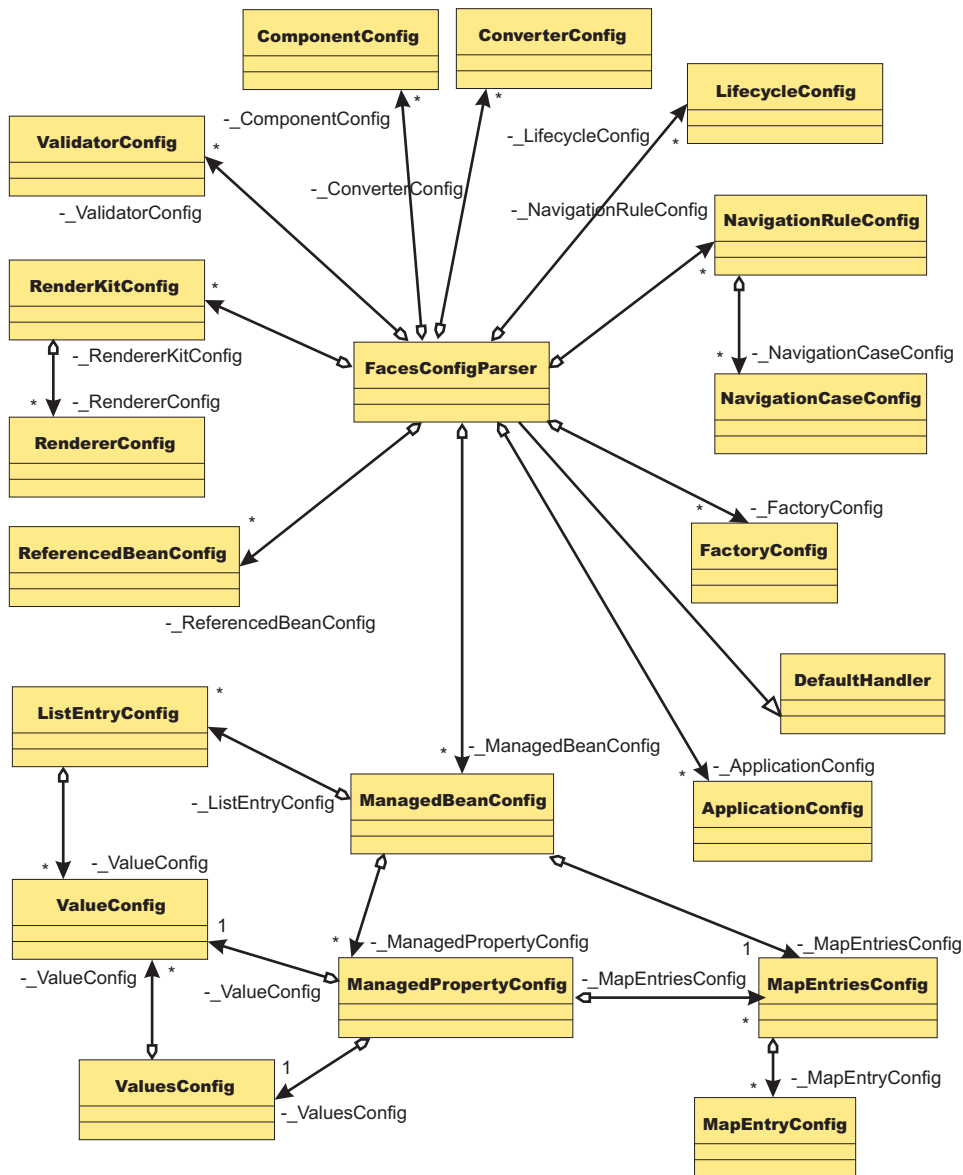 ComponentConfig
ConverterConfig
*
*
LifecycleConfig
-_ComponentConfig
-_LifecycleConfig
*
ValidatorConfig
*
-_ConverterConfig
-_ValidatorConfig
-_NavigationRuleConfig
NavigationRuleConfig
*
RenderKitConfig
*
-_RendererKitConfig
FacesConfigParser
*
-_NavigationCaseConfig
*
-_RendererConfig
NavigationCaseConfig
RendererConfig
*
-_FactoryConfig
*
ReferencedBeanConfig
FactoryConfig
-_ReferencedBeanConfig
DefaultHandler
*
ListEntryConfig
*
-_ManagedBeanConfig
*
-_ApplicationConfig
-_ListEntryConfig
ManagedBeanConfig
ApplicationConfig
*
-_ValueConfig
ValueConfig
1
*
-_ManagedPropertyConfig
1
-_MapEntriesConfig
-_ValueConfig
*
-_ValueConfig
ManagedPropertyConfig
-_MapEntriesConfig
MapEntriesConfig
*
ValuesConfig
1
-_ValuesConfig
*
-_MapEntryConfig
MapEntryConfig